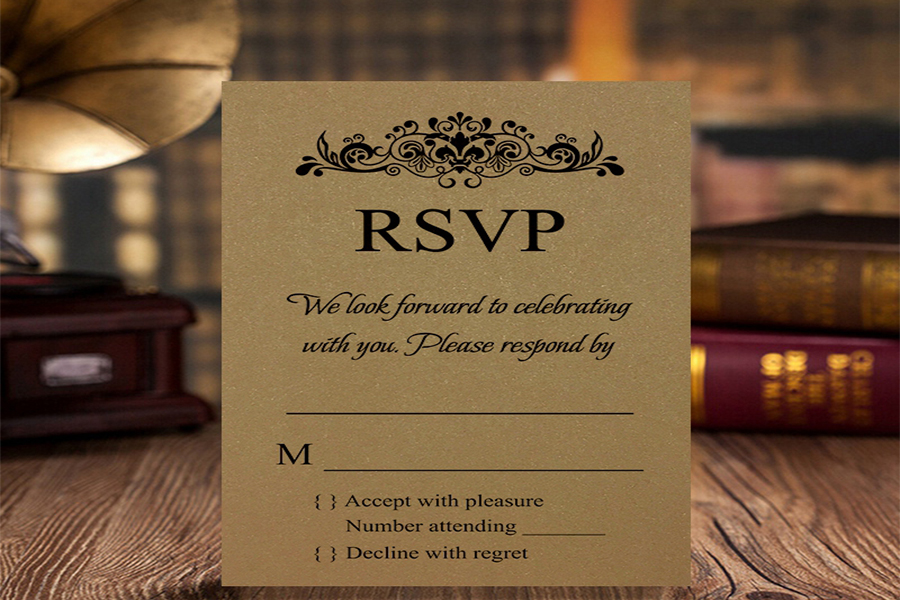 RSVP
We look forward to celebrating
with you. Please respond by
M
{ } Accept with pleasure
Number attending ________
{ } Decline with regret